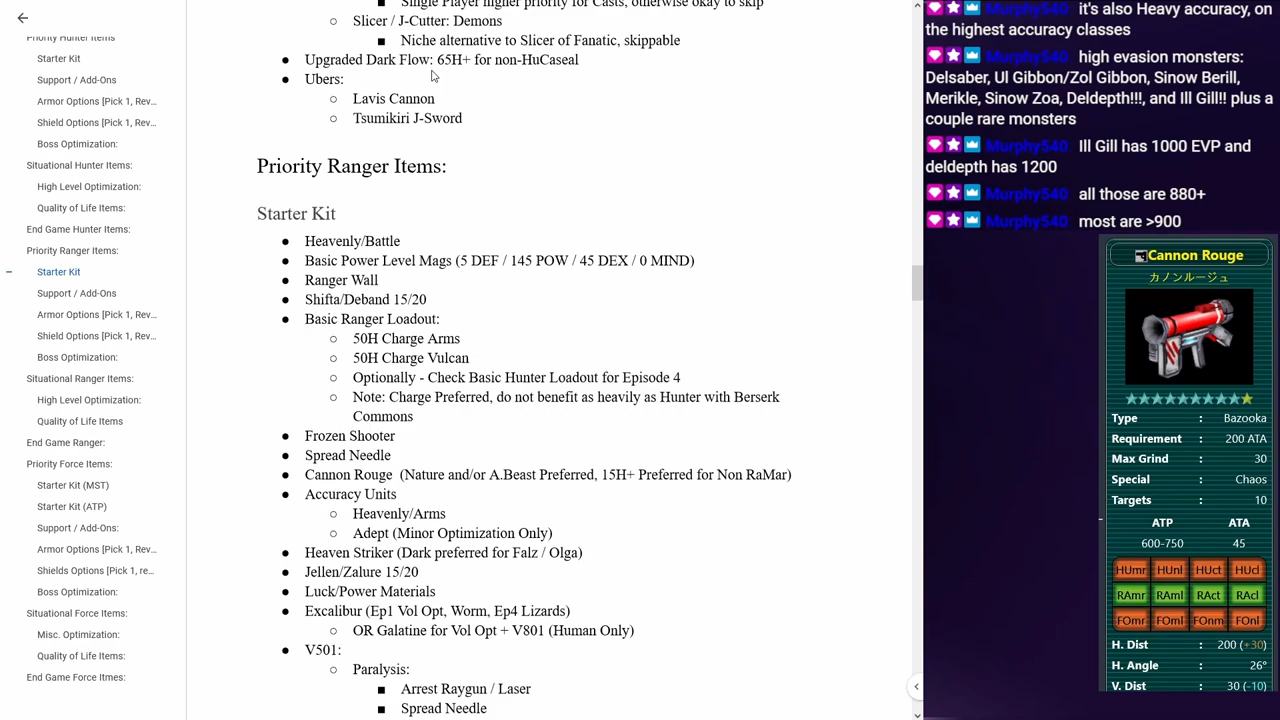 Priority Hunter Items:
Starter Kit
Support / Add-Ons
Armor Options [Pick 1, Rev...
Shield Options [Pick 1, Rev...
Boss Optimization:
Situational Hunter Items:
High Level Optimization:
Quality of Life Items:
End Game Hunter Items:
Priority Ranger Items:
Starter Kit
Support / Add-Ons
Armor Options [Pick 1, Rev...
Shield Options [Pick 1, Rev...
Boss Optimization:
Situational Ranger Items:
High Level Optimization:
Quality of Life Items
End Game Ranger:
Priority Force Items:
Starter Kit (MST)
Starter Kit (ATP)
Support / Add-Ons:
Armor Options [Pick 1, Rev...
Shields Options [Pick 1, re...
Boss Optimization:
Situational Force Items:
Misc. Optimization:
Quality of Life Items:
End Game Force Itmes:
Single Player higher priority for Casts, otherwise okay to skip
Slicer / J-Cutter: Demons
Niche alternative to Slicer of Fanatic, skippable
Upgraded Dark Flow: 65H+ for non-HuCaseal
Ubers:
Lavis Cannon
Tsumikiri J-Sword
Priority Ranger Items:
Starter Kit
Heavenly/Battle
Basic Power Level Mags (5 DEF / 145 POW / 45 DEX / 0 MIND)
Ranger Wall
Shifta/Deband 15/20
Basic Ranger Loadout:
50H Charge Arms
50H Charge Vulcan
Optionally - Check Basic Hunter Loadout for Episode 4
Note: Charge Preferred, do not benefit as heavily as Hunter with Berserk
Commons
Frozen Shooter
Spread Needle
Cannon Rouge (Nature and/or A.Beast Preferred, 15H+ Preferred for Non RaMar)
Accuracy Units
Heavenly/Arms
Adept (Minor Optimization Only)
Heaven Striker (Dark preferred for Falz / Olga)
Jellen/Zalure 15/20
Luck/Power Materials
Excalibur (Ep1 Vol Opt, Worm, Ep4 Lizards)
OR Galatine for Vol Opt + V801 (Human Only)
V501:
Paralysis:
Arrest Raygun / Laser
Spread Needle
Murphy540 it's also Heavy accuracy, on
the highest accuracy classes
Murphy540 high evasion monsters:
Delsaber, Ul Gibbon/Zol Gibbon, Sinow Berill,
Merikle, Sinow Zoa, Deldepth!!!, and Ill Gill!! plus a
couple rare monsters
Murphy540 Ill Gill has 1000 EVP and
deldepth has 1200
Murphy540 all those are 880+
Murphy540 most are >900
Cannon Rouge
カノンルージュ
Type : Bazooka
Requirement : 200 ATA
Max Grind : 30
Special : Chaos
Targets : 10
ATP ATA
600-750 45
HUmr HUnl HUct HUcl
RAmr RAml RAct RAcl
FOmr FOml FOnm FOnl
H. Dist : 200 (+30)
H. Angle : 26°
V. Dist : 30 (-10)